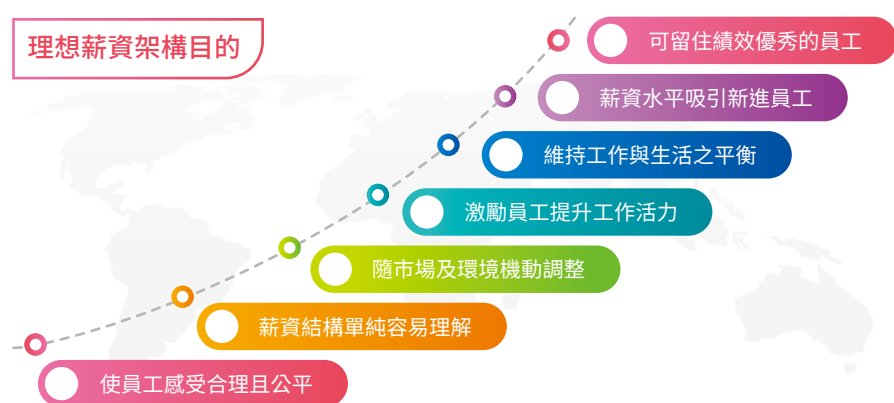 理想薪資架構目的
可留住績效優秀的員工
薪資水平吸引新進員工
維持工作與生活之平衡
激勵員工提升工作活力
隨市場及環境機動調整
薪資結構單純容易理解
使員工感受合理且公平